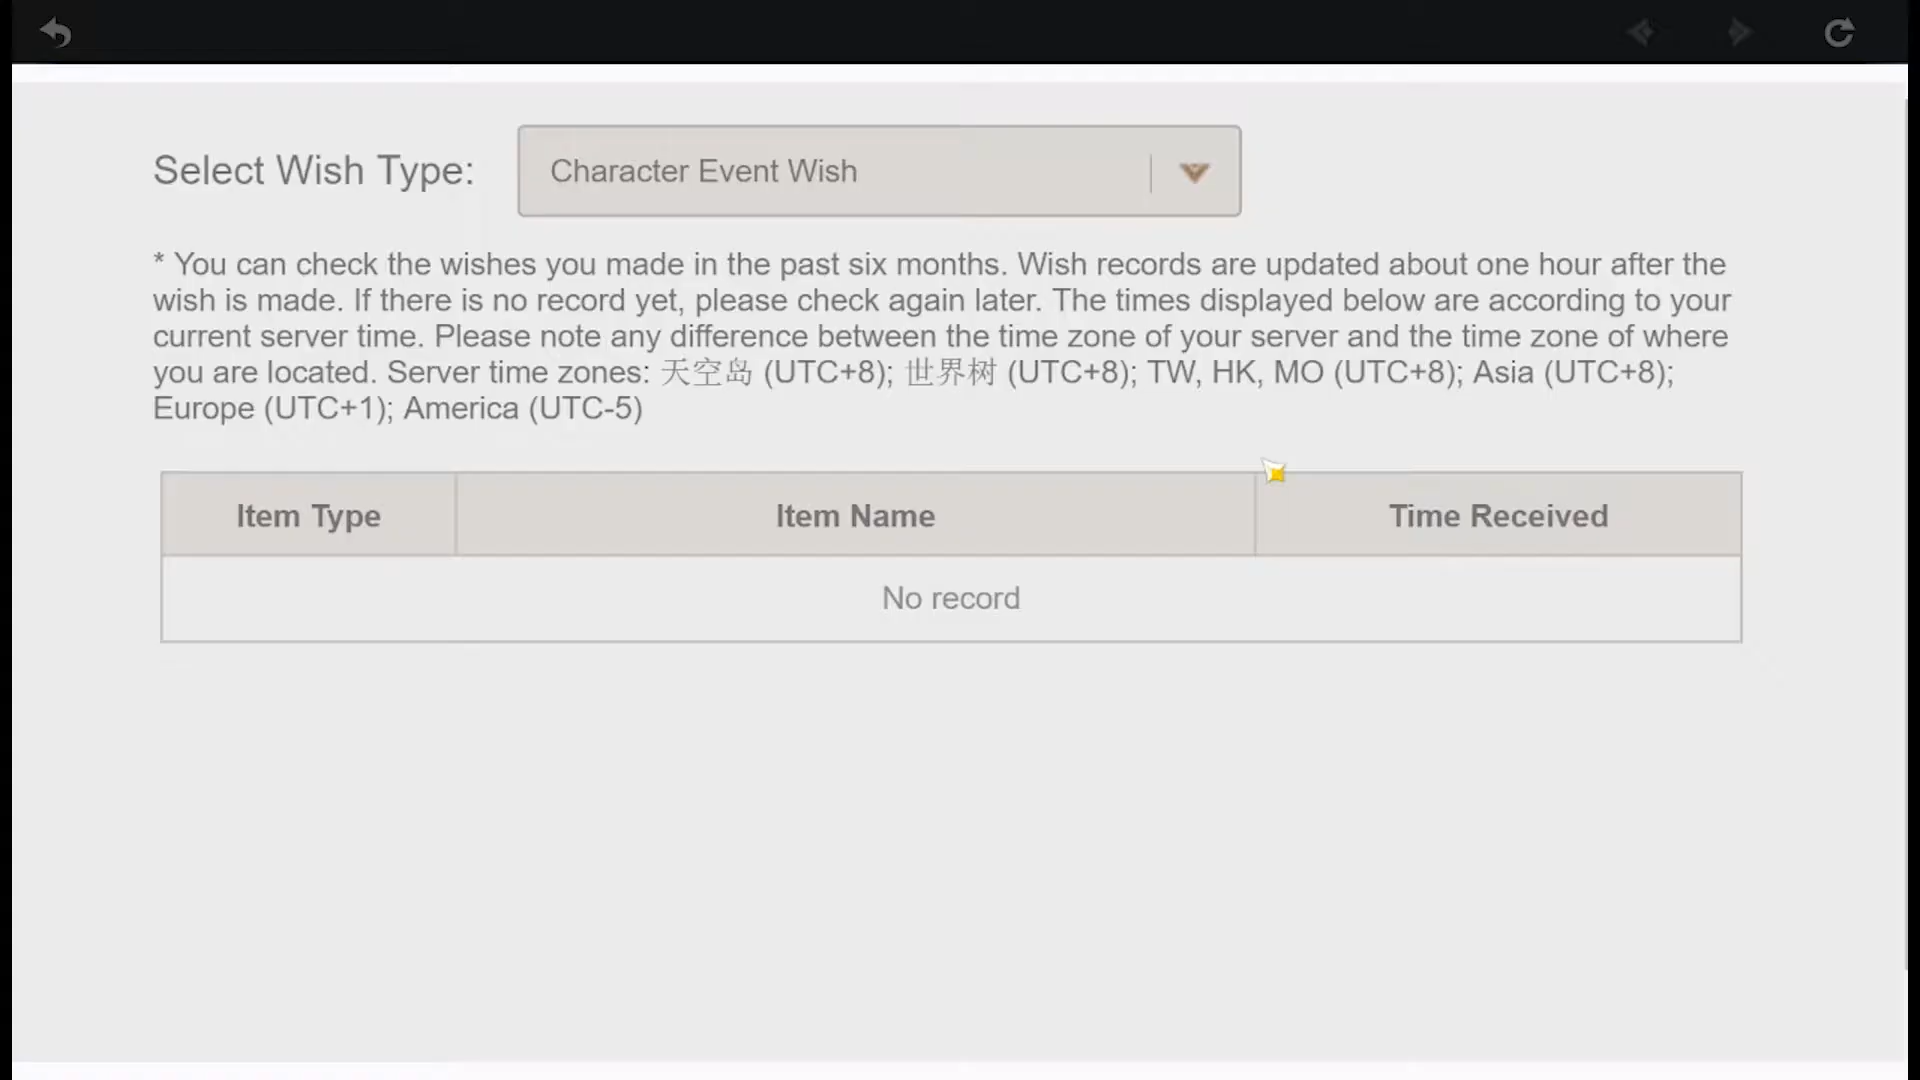 Select Wish Type:
Character Event Wish
* You can check the wishes you made in the past six months. Wish records are updated about one hour after the
wish is made. If there is no record yet, please check again later. The times displayed below are according to your
current server time. Please note any difference between the time zone of your server and the time zone of where
you are located. Server time zones: 天空岛 (UTC+8); 世界树 (UTC+8); TW, HK, MO (UTC+8); Asia (UTC+8);
Europe (UTC+1); America (UTC-5)
Item Type
Item Name
Time Received
No record